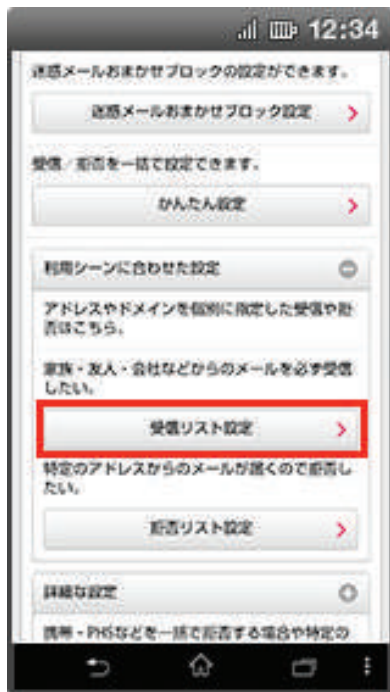 12:34
迷惑メールおまかせブロックの設定ができます。
迷惑メールおまかせブロック設定
受信/拒否を一括で設定できます。
かんたん設定
利用シーンに合わせた設定
アドレスやドメインを個別に指定した受信や拒
否はこちら。
家族・友人・会社などからのメールを必ず受信
したい。
受信リスト設定
特定のアドレスからのメールが届くので拒否し
たい。
拒否リスト設定
詳細な設定
携帯・PHSなどを一括で拒否する場合や特定の